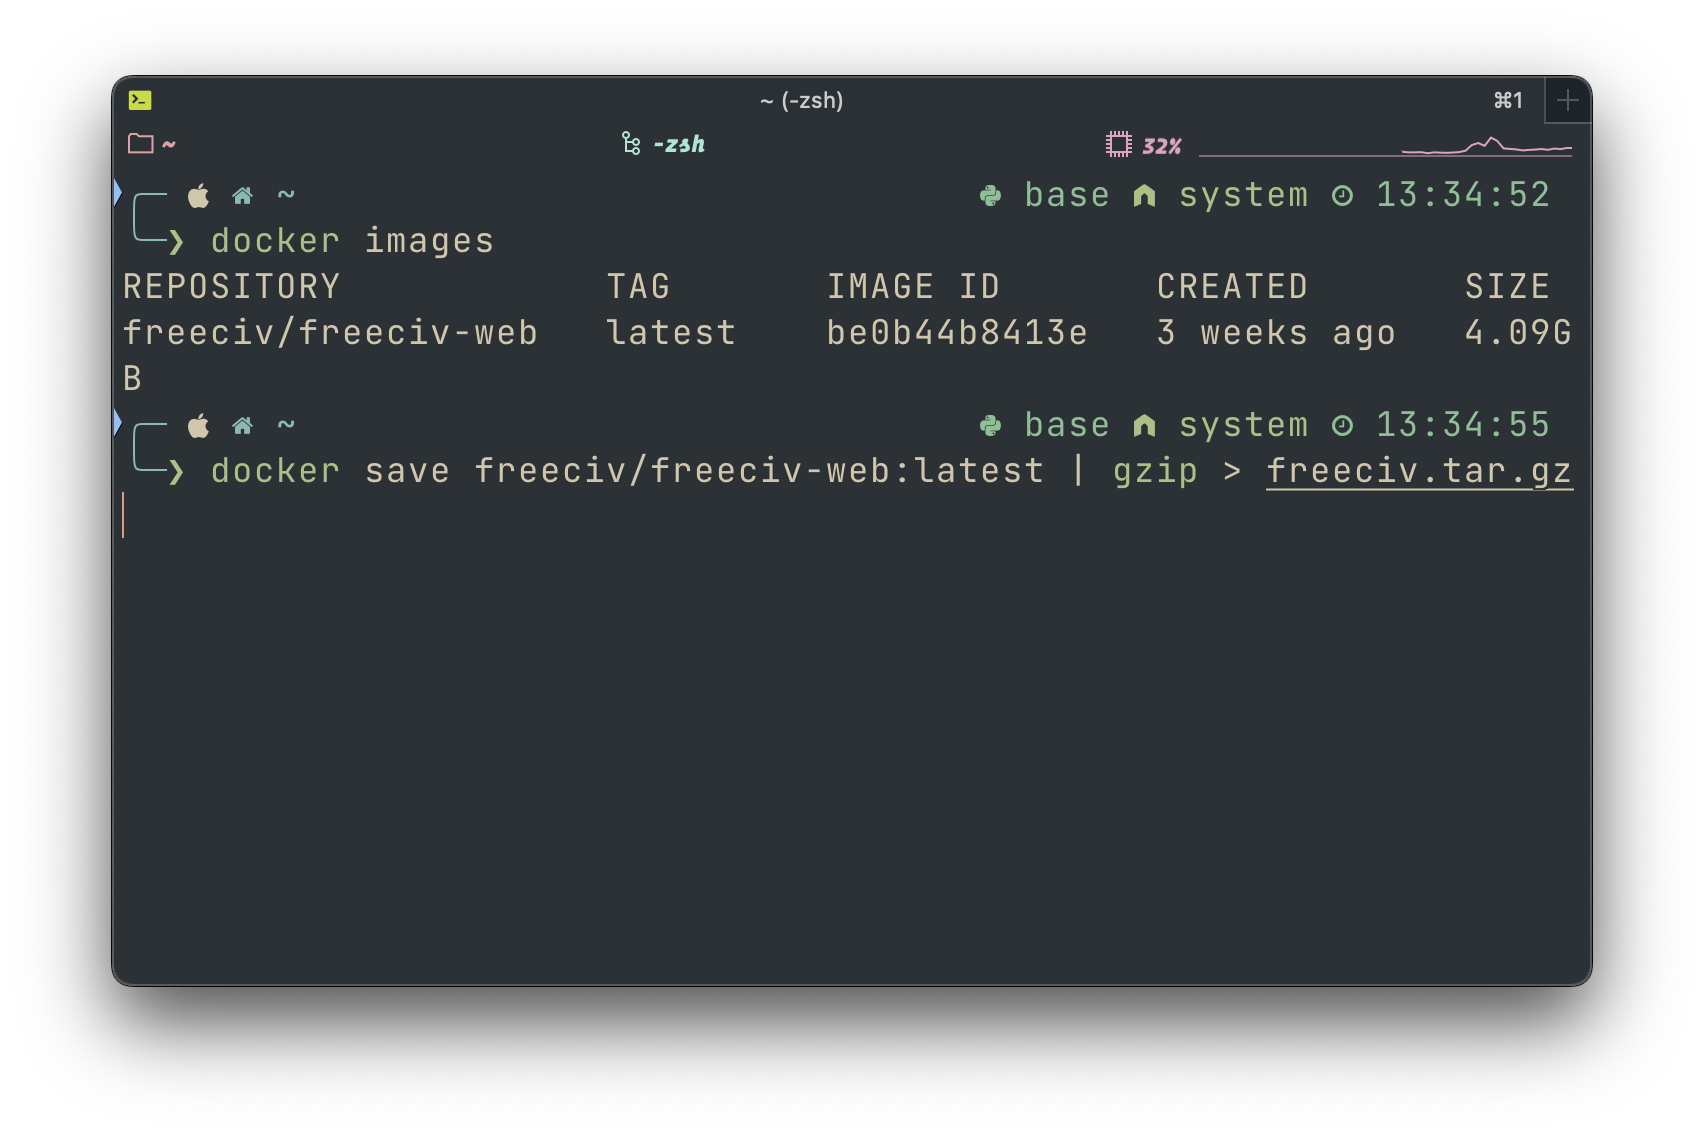 ~ (-zsh) ⌘1
~ -zsh 32%
~ base system 13:34:52
❯ docker images
REPOSITORY TAG IMAGE ID CREATED SIZE
freeciv/freeciv-web latest be0b44b8413e 3 weeks ago 4.09G
B
~ base system 13:34:55
❯ docker save freeciv/freeciv-web:latest | gzip > freeciv.tar.gz